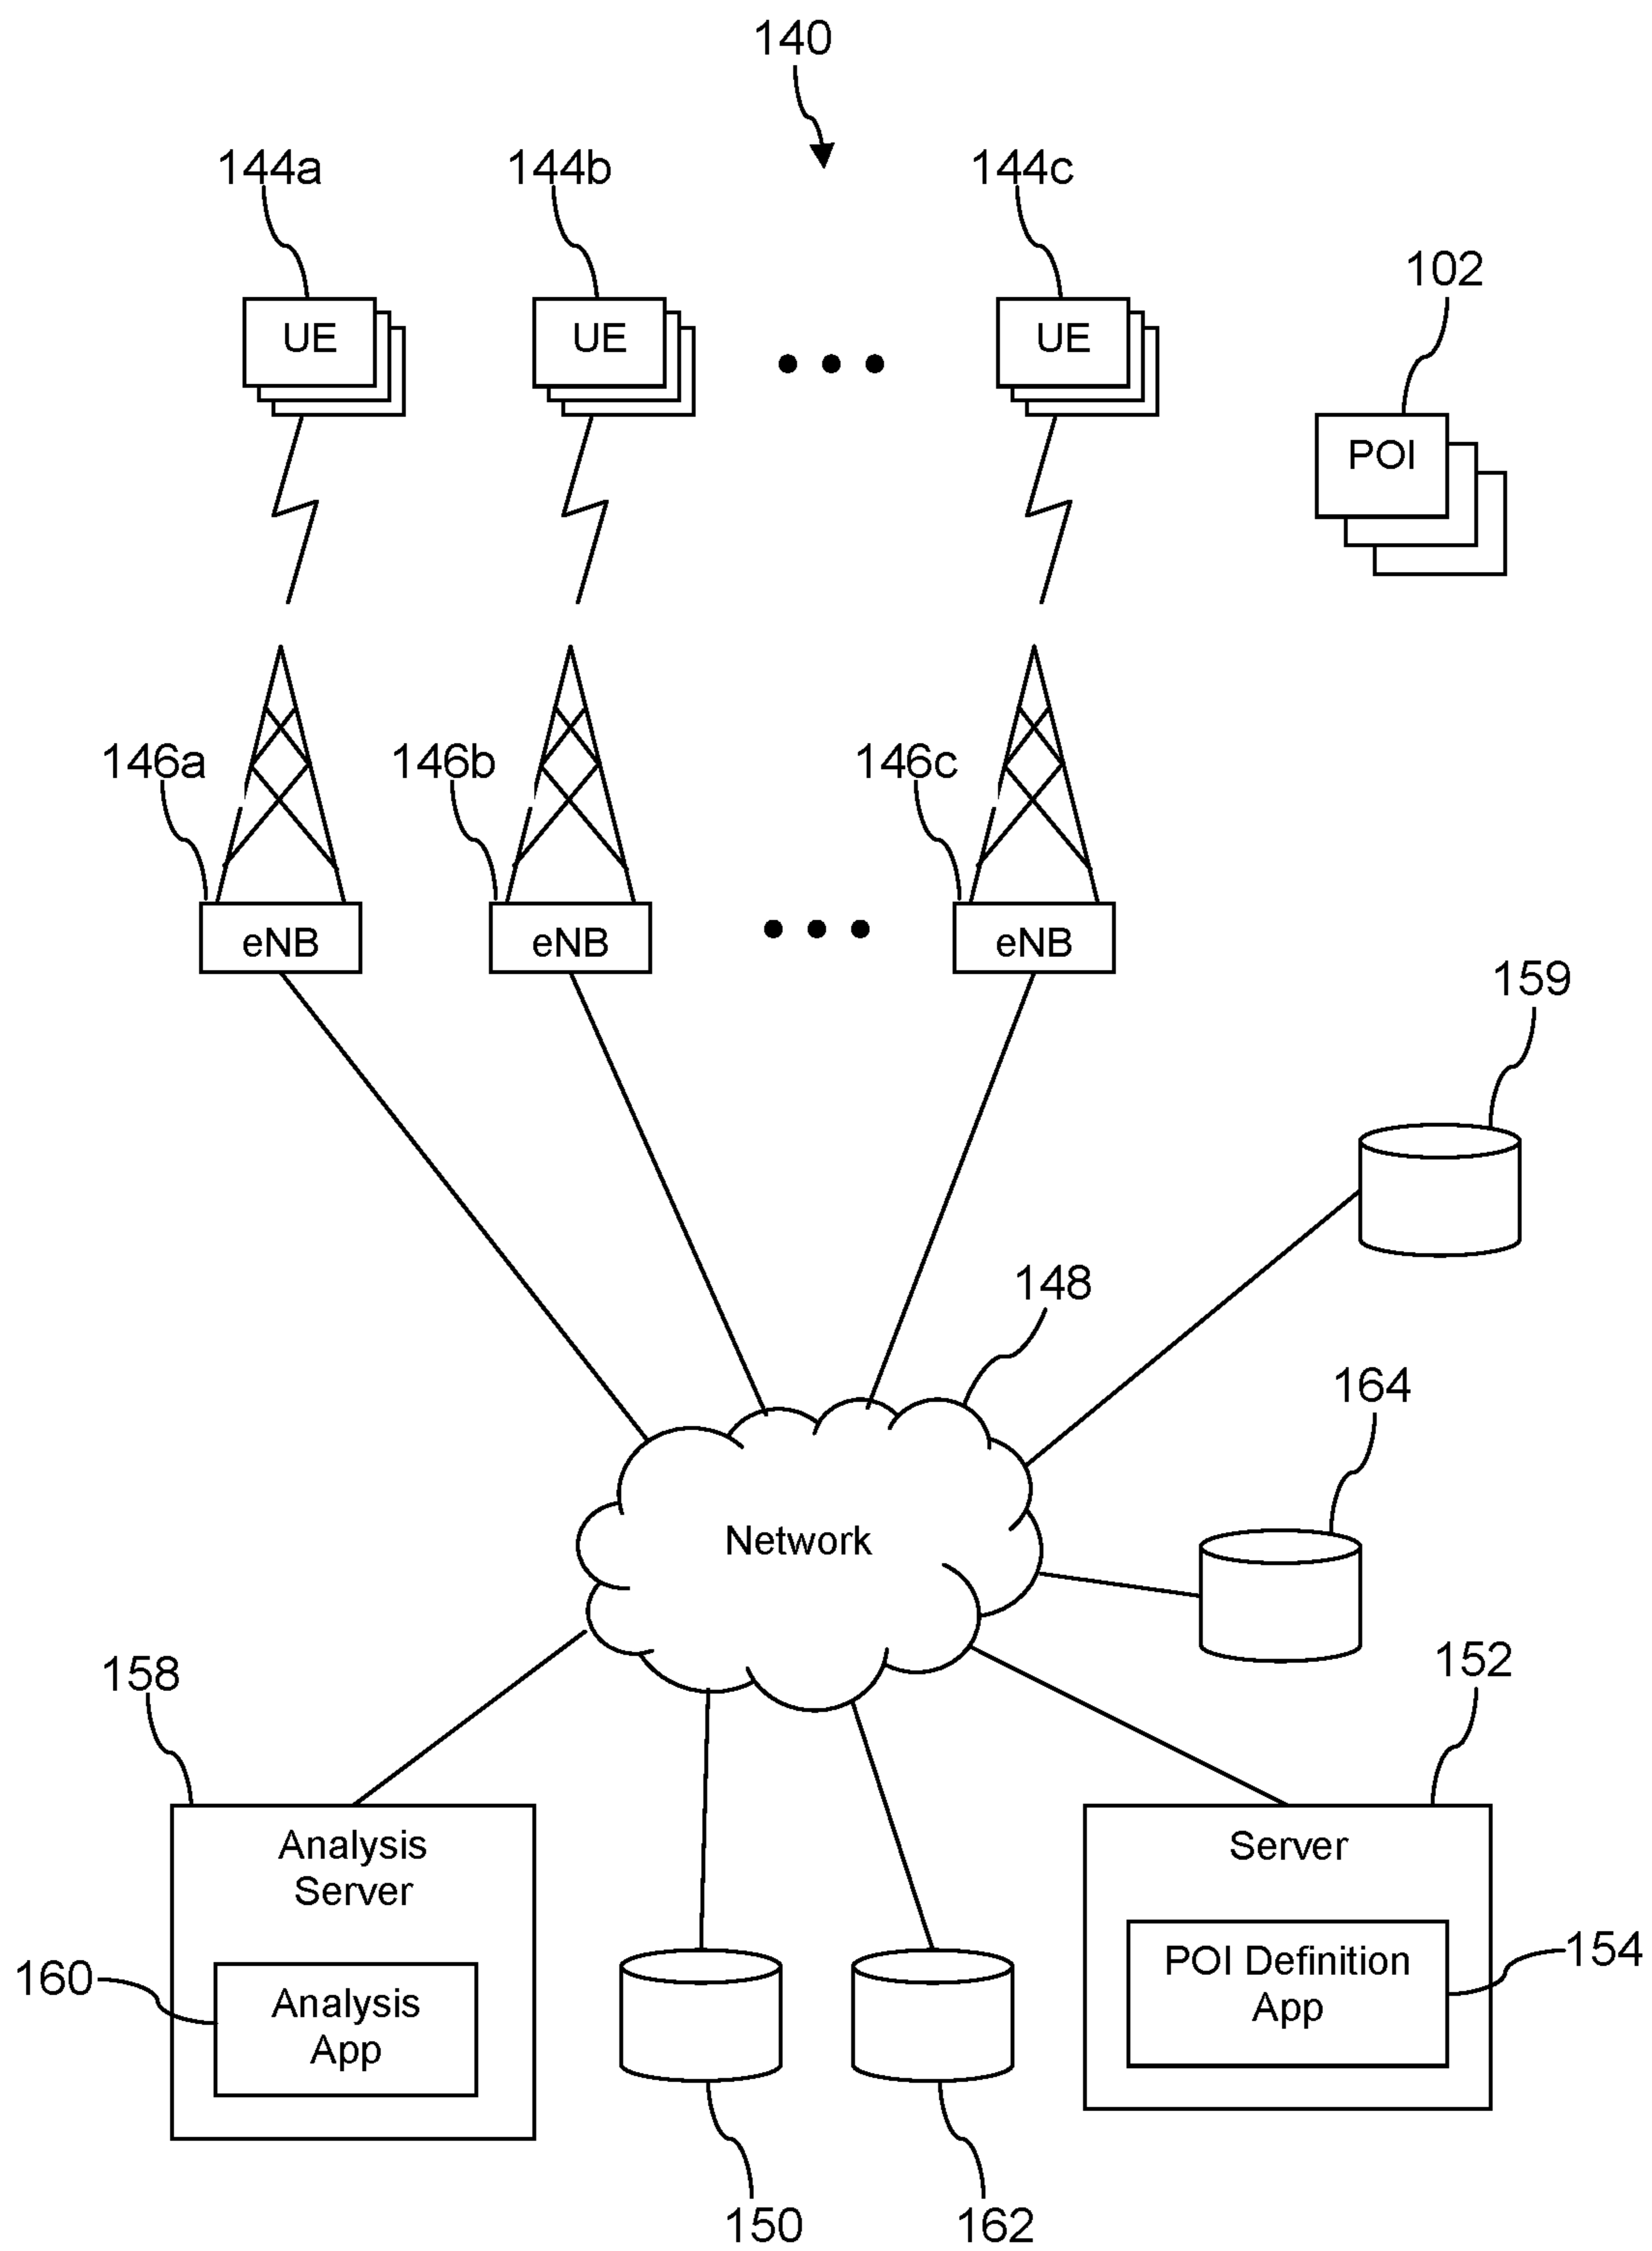 140
144a
144b
144c
102
UE
UE
UE
POI
146a
146b
146c
eNB
eNB
eNB
159
148
164
Network
158
152
Analysis
Server
Server
160
Analysis
App
POI Definition
App
154
150
162